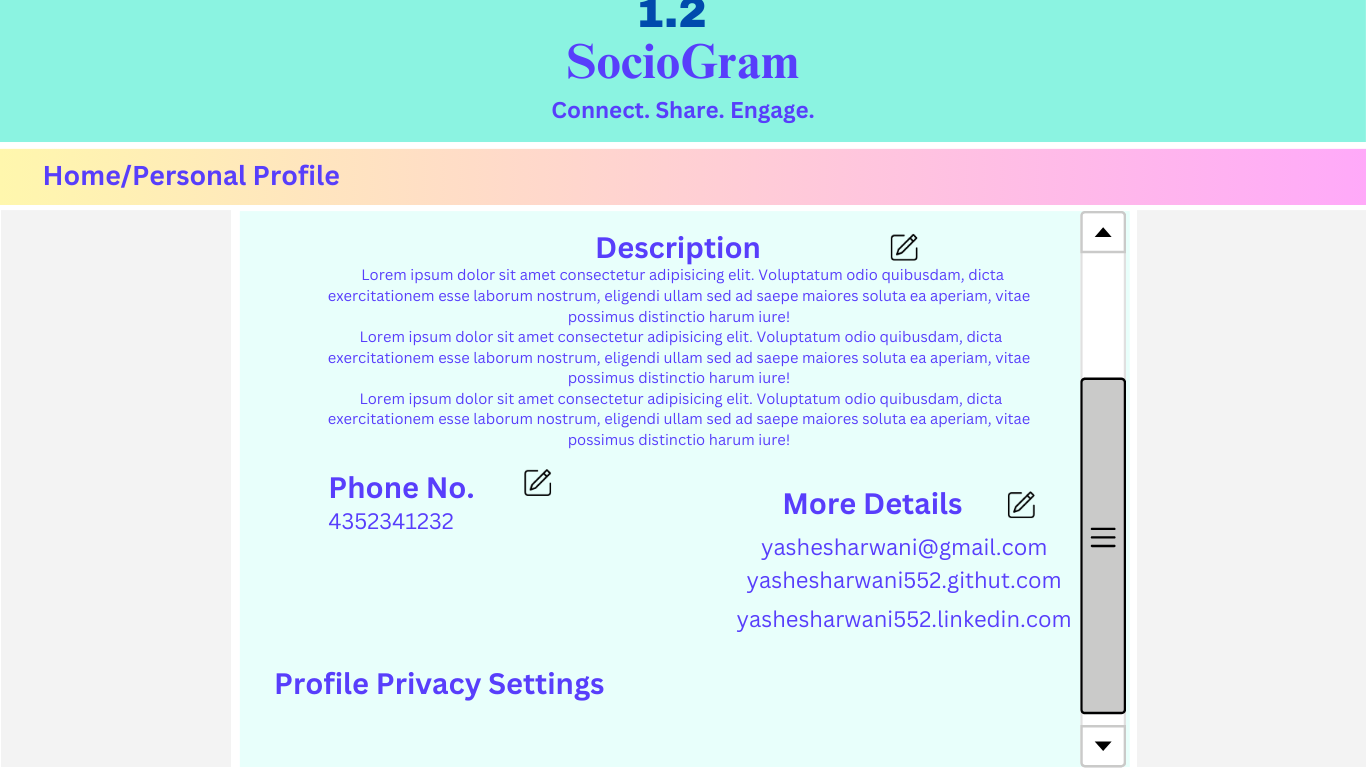 1.2
SocioGram
Connect. Share. Engage.
Home/Personal Profile
Description
Lorem ipsum dolor sit amet consectetur adipisicing elit. Voluptatum odio quibusdam, dicta
exercitationem esse laborum nostrum, eligendi ullam sed ad saepe maiores soluta ea aperiam, vitae
possimus distinctio harum iure!
Lorem ipsum dolor sit amet consectetur adipisicing elit. Voluptatum odio quibusdam, dicta
exercitationem esse laborum nostrum, eligendi ullam sed ad saepe maiores soluta ea aperiam, vitae
possimus distinctio harum iure!
Lorem ipsum dolor sit amet consectetur adipisicing elit. Voluptatum odio quibusdam, dicta
exercitationem esse laborum nostrum, eligendi ullam sed ad saepe maiores soluta ea aperiam, vitae
possimus distinctio harum iure!
Phone No.
4352341232
More Details
yashesharwani@gmail.com
yashesharwani552.githut.com
yashesharwani552.linkedin.com
Profile Privacy Settings